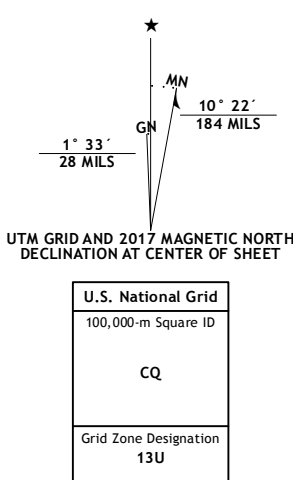 ★
MN
GN
10° 22´
184 MILS
1° 33´
28 MILS
UTM GRID AND 2017 MAGNETIC NORTH
DECLINATION AT CENTER OF SHEET
U.S. National Grid
100,000-m Square ID
CQ
Grid Zone Designation
13U